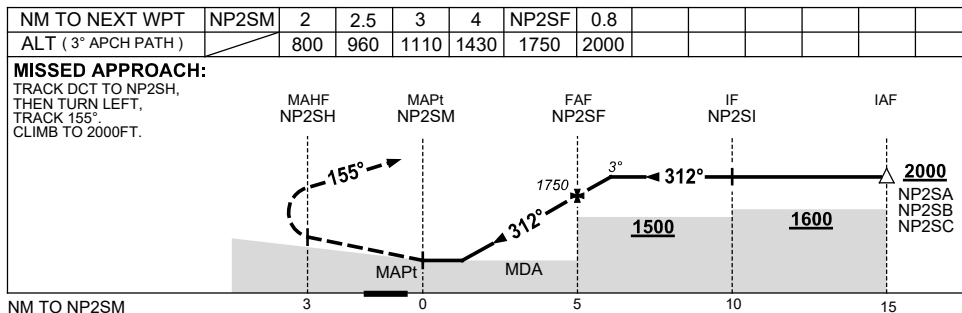 NM TO NEXT WPT NP2SM 2 2.5 3 4 NP2SF 0.8
ALT ( 3° APCH PATH ) 800 960 1110 1430 1750 2000
MISSED APPROACH:
TRACK DCT TO NP2SH,
THEN TURN LEFT,
TRACK 155°.
CLIMB TO 2000FT.
MAHF
NP2SH
MAPt
NP2SM
FAF
NP2SF
IF
NP2SI
IAF
155°
1750
3°
312°
2000
NP2SA
NP2SB
NP2SC
312°
1500
1600
MAPt
MDA
NM TO NP2SM 3 0 5 10 15